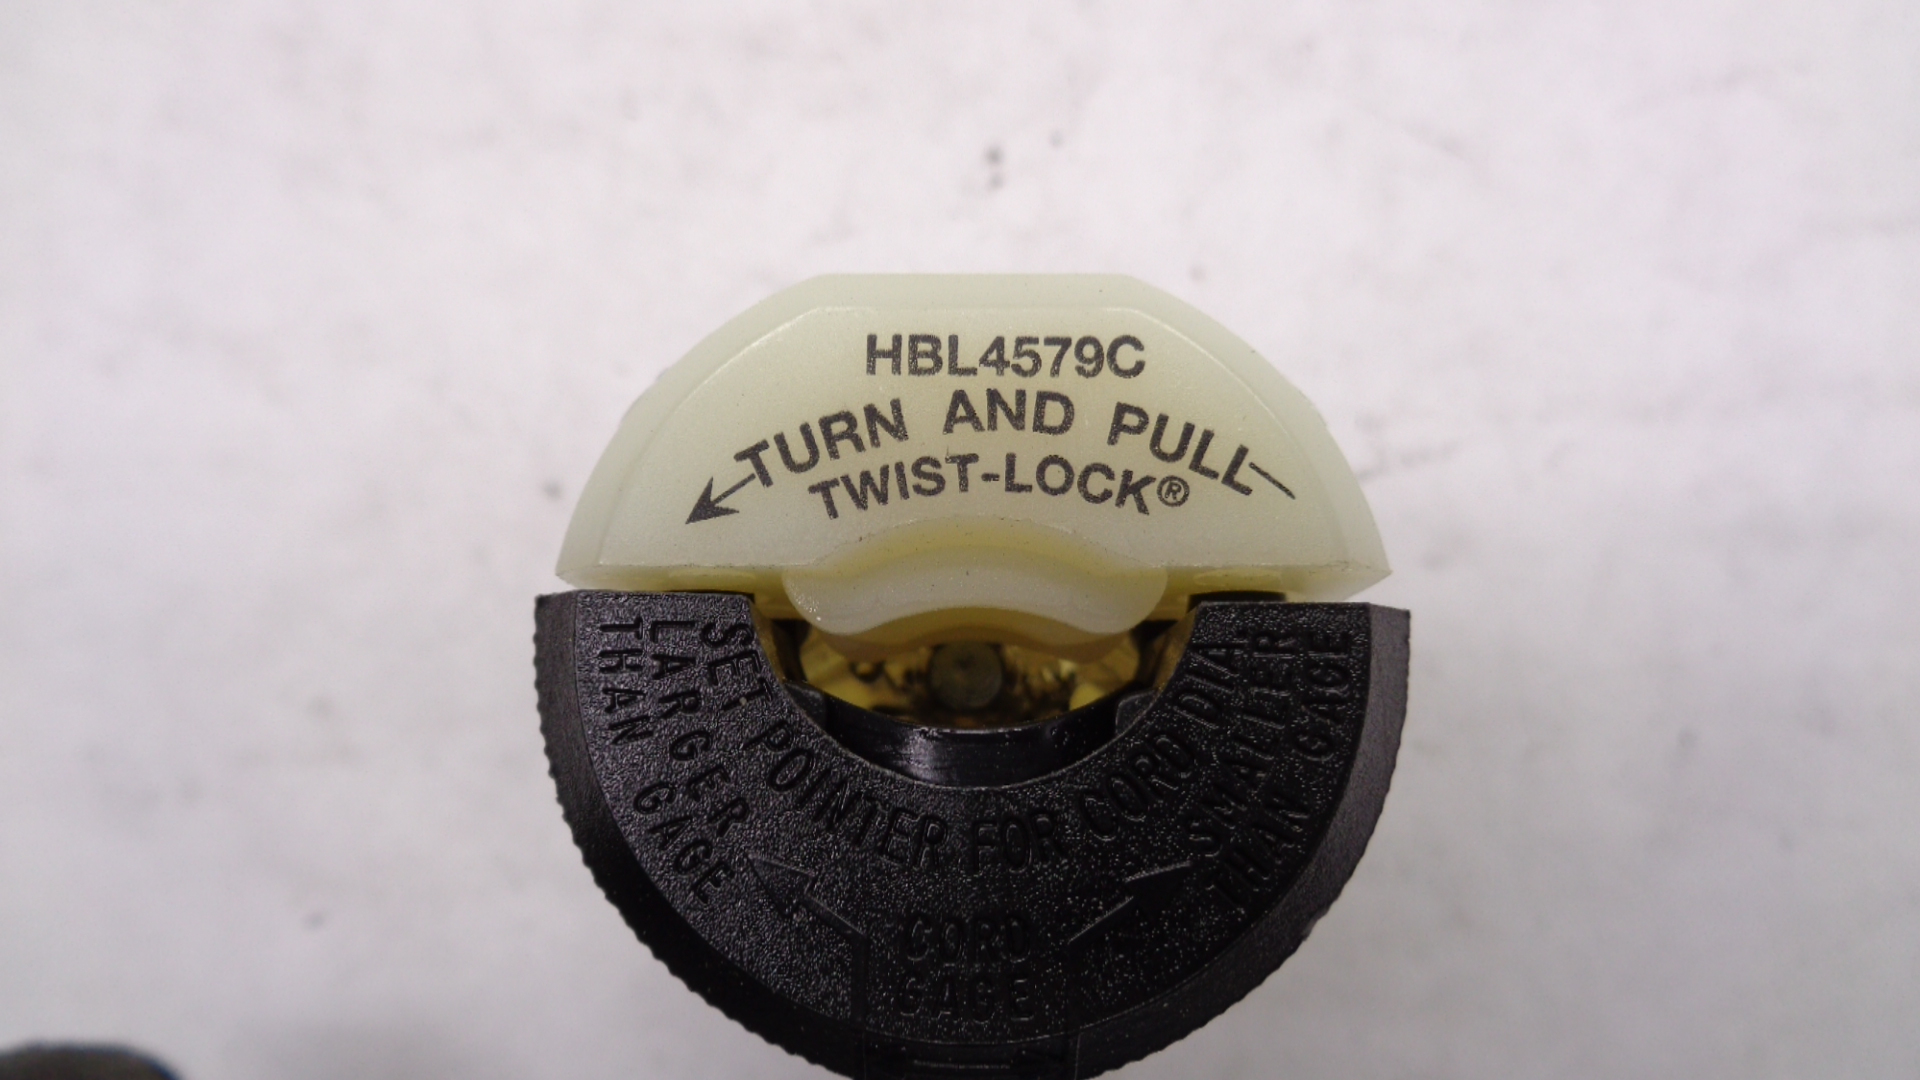 HBL4579C
TURN AND PULL
TWIST-LOCK®
SET POINTER FOR CORD DIA.
LARGER
THAN GAGE
SMALLER
THAN GAGE
CORD
GAGE